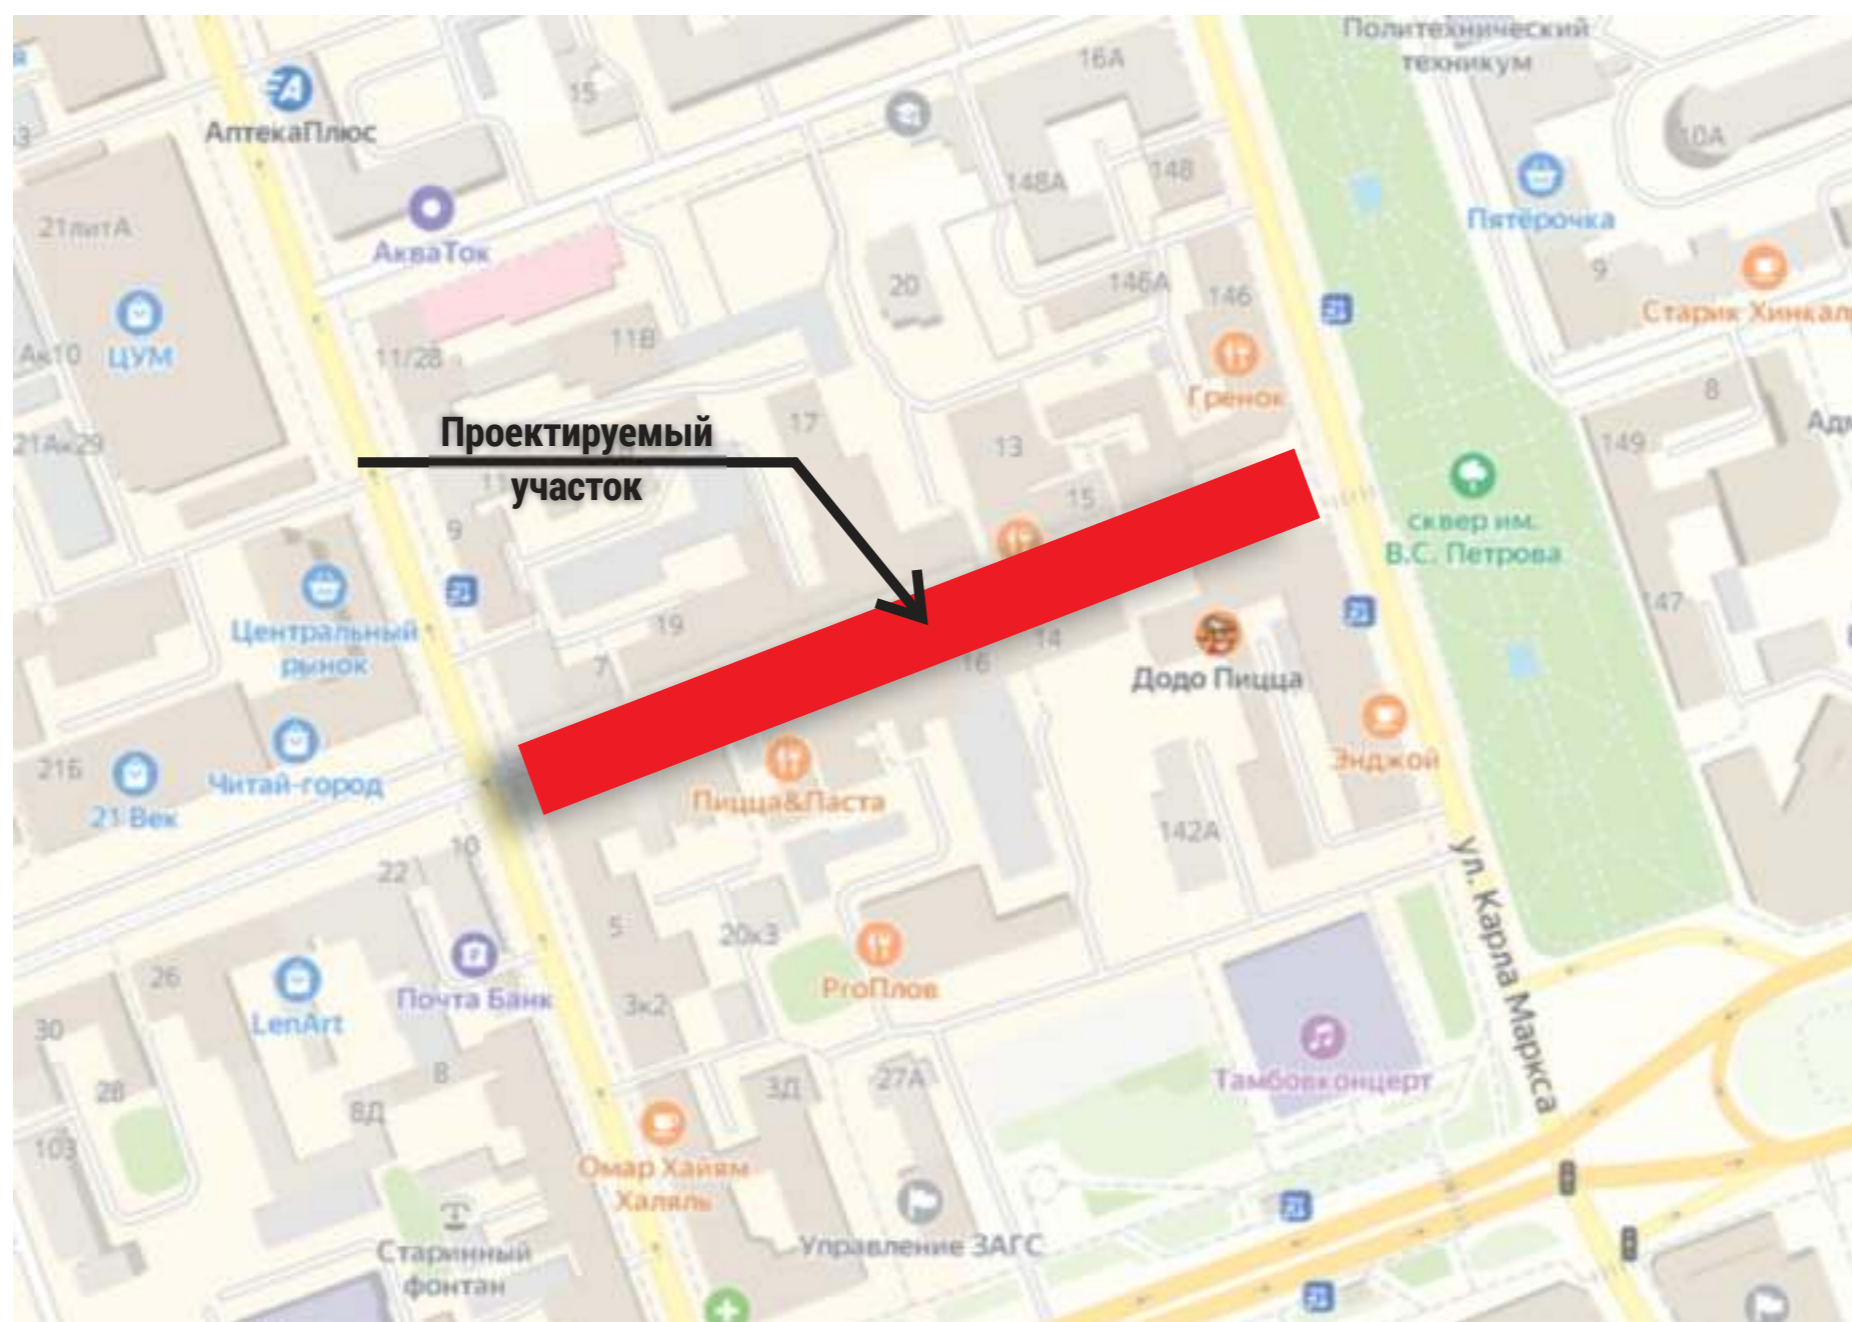 Политехнический
техникум
16А
15
АптекаПлюс
10А
148А
148
Пятёрочка
21литА
АкваТок
9
20
146А
146
Старик Хинкал
11В
Ак10
ЦУМ
11/28
Гренок
8
Проектируемый
участок
17
13
149
21Ак29
15
9
сквер им.
В.С. Петрова
147
Центральный
рынок
19
7
14
16
Додо Пицца
Энджой
21Б
21 Век
Читай-город
Пицца&Паста
142А
10
22
ул. Карла Маркса
5
20к3
26
Почта Банк
ProПлов
3к2
LenArt
30
28
8
8Д
3Д
27А
Тамбовконцерт
103
Омар Хайям
Халяль
Старинный
фонтан
Управление ЗАГС